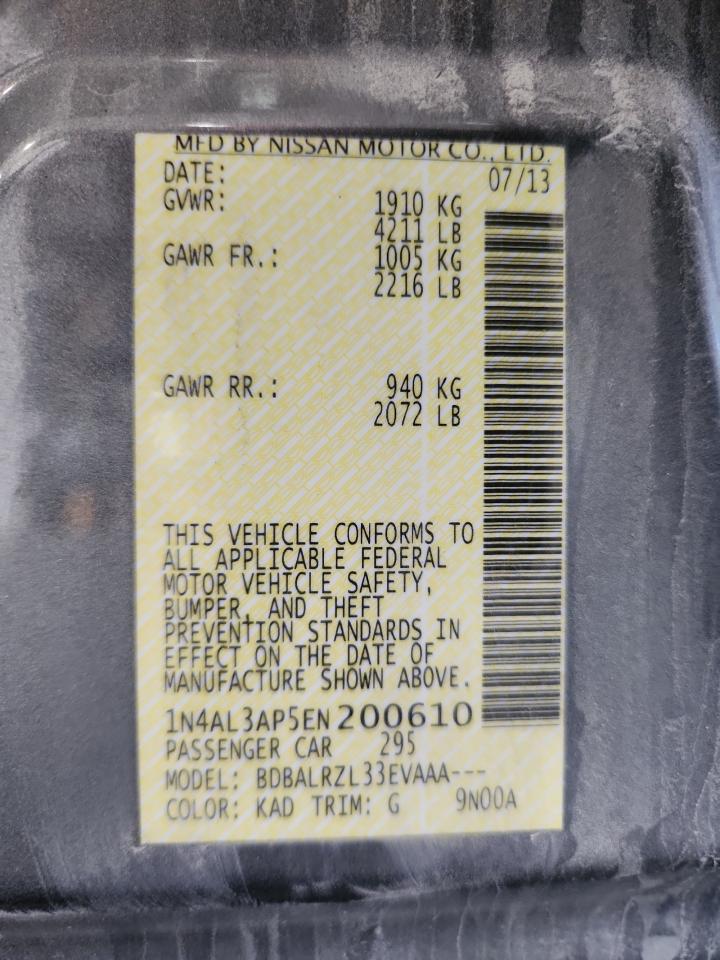 MFD BY NISSAN MOTOR CO., LTD.
DATE: 07/13
GVWR: 1910 KG
4211 LB
GAWR FR.: 1005 KG
2216 LB
GAWR RR.: 940 KG
2072 LB
THIS VEHICLE CONFORMS TO
ALL APPLICABLE FEDERAL
MOTOR VEHICLE SAFETY,
BUMPER, AND THEFT
PREVENTION STANDARDS IN
EFFECT ON THE DATE OF
MANUFACTURE SHOWN ABOVE.
1N4AL3AP5EN200610
PASSENGER CAR 295
MODEL: BDBALRZL33EVAAA---
COLOR: KAD TRIM: G 9N00A